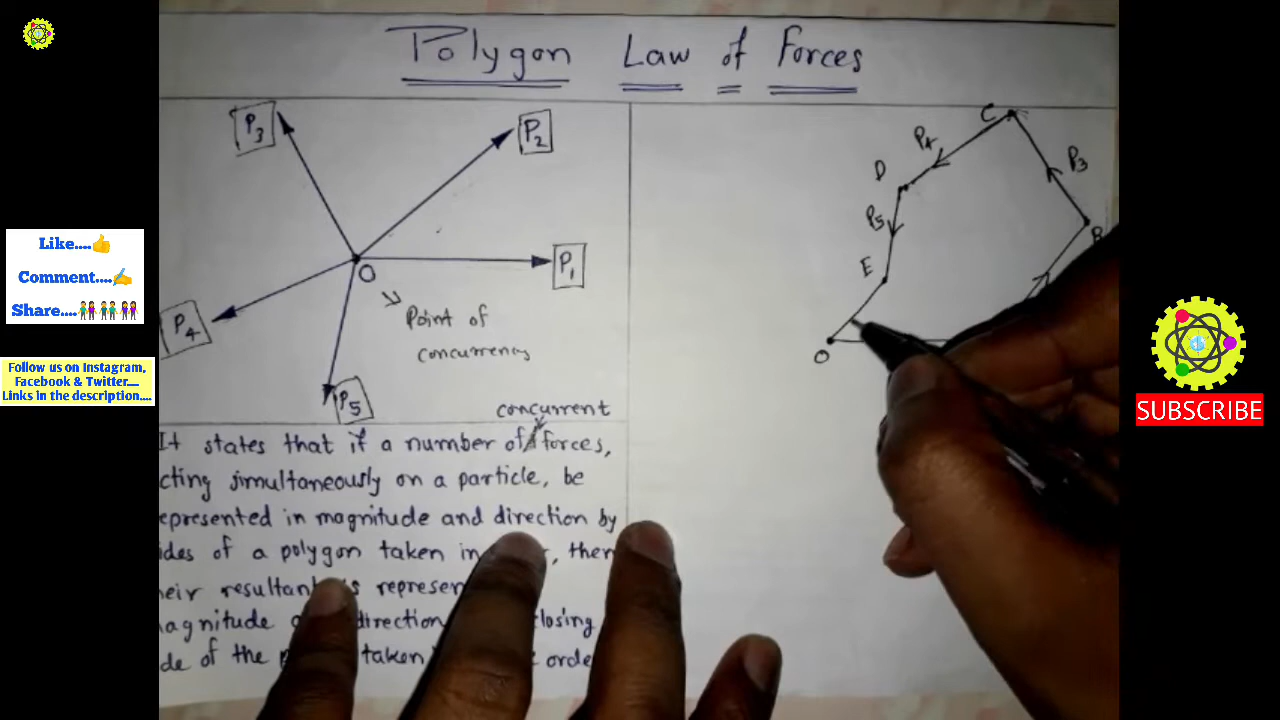 Polygon Law of Forces
P3
P2
P1
O
P4
P5
Point of
concurrency
concurrent
It states that if a number of forces,
cting simultaneously on a particle, be
epresented in magnitude and direction by
ides of a polygon taken in then
heir resultant represen
agnitude direction closing
de of the taken orde
C
P4
D
P3
P5
B
E
O
Like....👍
Comment....✍
Share....
Follow us on Instagram,
Facebook & Twitter....
Links in the description....
SUBSCRIBE